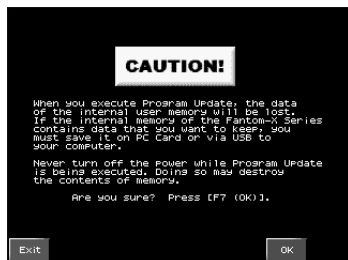 CAUTION!
When you execute Program Update, the data
of the internal user memory will be lost.
If the internal memory of the Fantom-X Series
contains data that you want to keep, you
must save it on PC Card or via USB to
your computer.
Never turn off the power while Program Update
is being executed. Doing so may destroy
the contents of memory.
Are you sure? Press [F7 (OK)].
Exit
OK